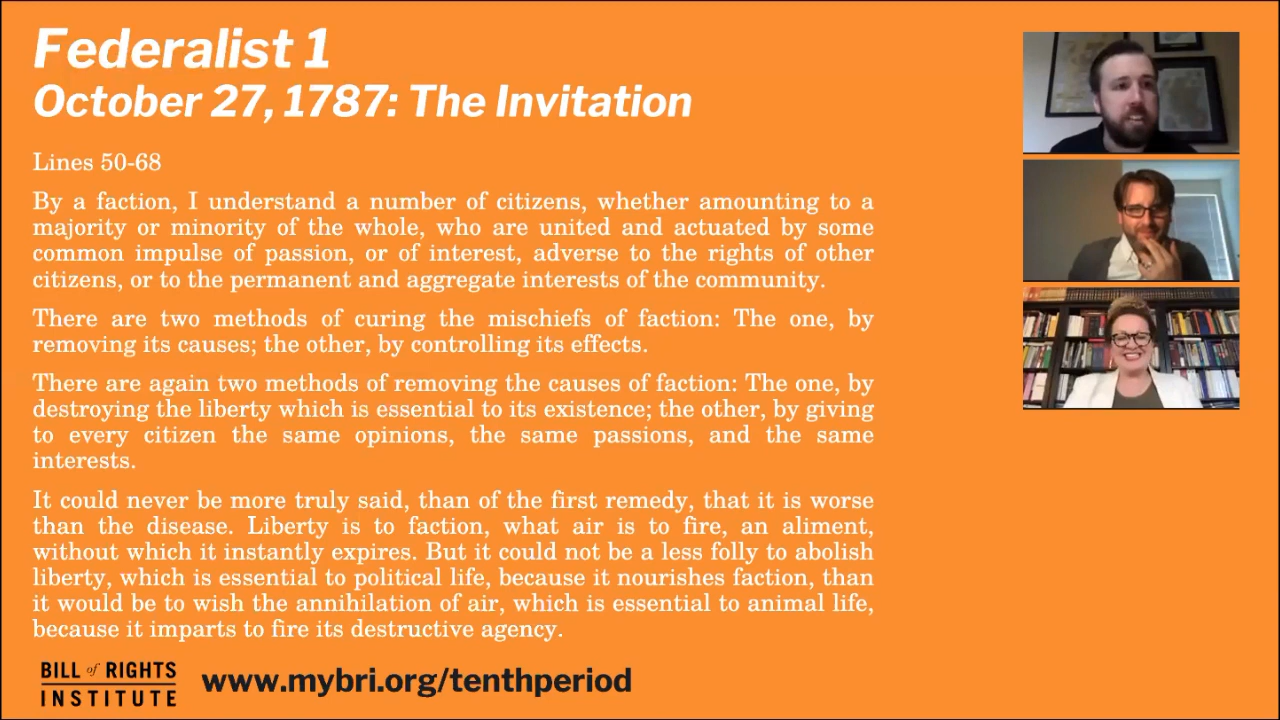 Federalist 1
October 27, 1787: The Invitation
Lines 50-68
By a faction, I understand a number of citizens, whether amounting to a
majority or minority of the whole, who are united and actuated by some
common impulse of passion, or of interest, adverse to the rights of other
citizens, or to the permanent and aggregate interests of the community.
There are two methods of curing the mischiefs of faction: The one, by
removing its causes; the other, by controlling its effects.
There are again two methods of removing the causes of faction: The one, by
destroying the liberty which is essential to its existence; the other, by giving
to every citizen the same opinions, the same passions, and the same
interests.
It could never be more truly said, than of the first remedy, that it is worse
than the disease. Liberty is to faction, what air is to fire, an aliment,
without which it instantly expires. But it could not be a less folly to abolish
liberty, which is essential to political life, because it nourishes faction, than
it would be to wish the annihilation of air, which is essential to animal life,
because it imparts to fire its destructive agency.
BILL of RIGHTS
INSTITUTE
www.mybri.org/tenthperiod